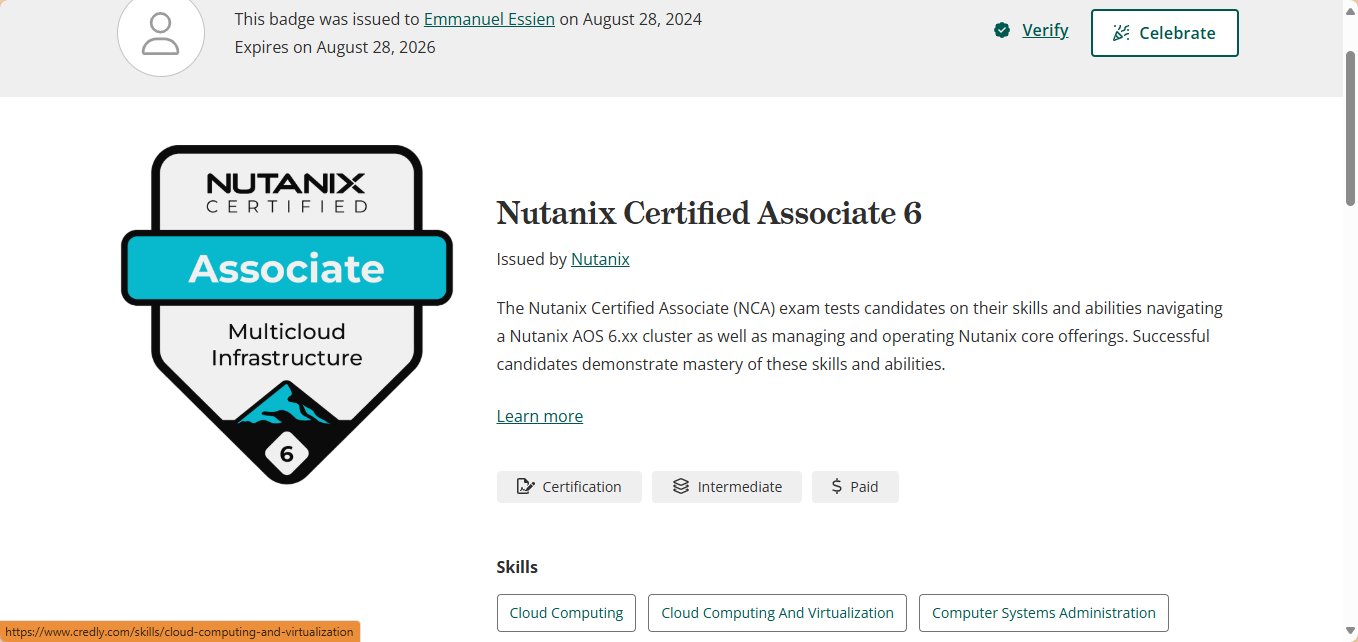 This badge was issued to Emmanuel Essien on August 28, 2024
Expires on August 28, 2026
Verify
Celebrate
NUTANIX
CERTIFIED
Associate
Multicloud
Infrastructure
6
Nutanix Certified Associate 6
Issued by Nutanix
The Nutanix Certified Associate (NCA) exam tests candidates on their skills and abilities navigating
a Nutanix AOS 6.xx cluster as well as managing and operating Nutanix core offerings. Successful
candidates demonstrate mastery of these skills and abilities.
Learn more
Certification
Intermediate
$ Paid
Skills
Cloud Computing
Cloud Computing And Virtualization
Computer Systems Administration
https://www.credly.com/skills/cloud-computing-and-virtualization